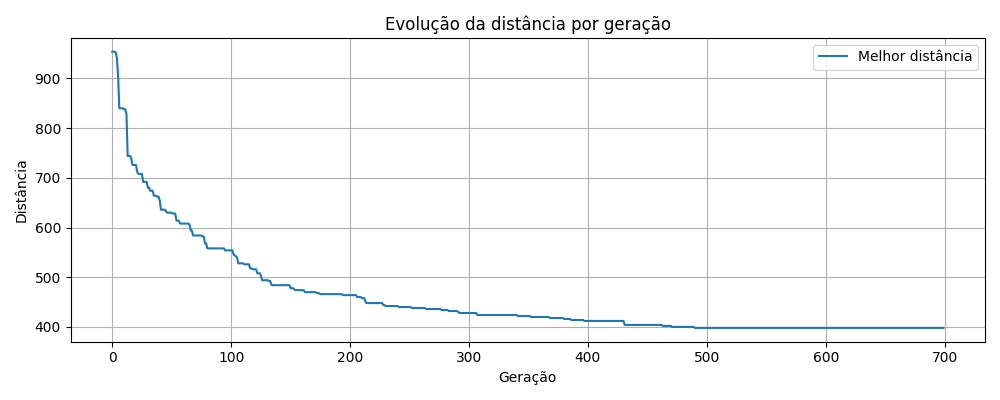 Evolução da distância por geração
Melhor distância
Distância
900
800
700
600
500
400
0 100 200 300 400 500 600 700
Geração